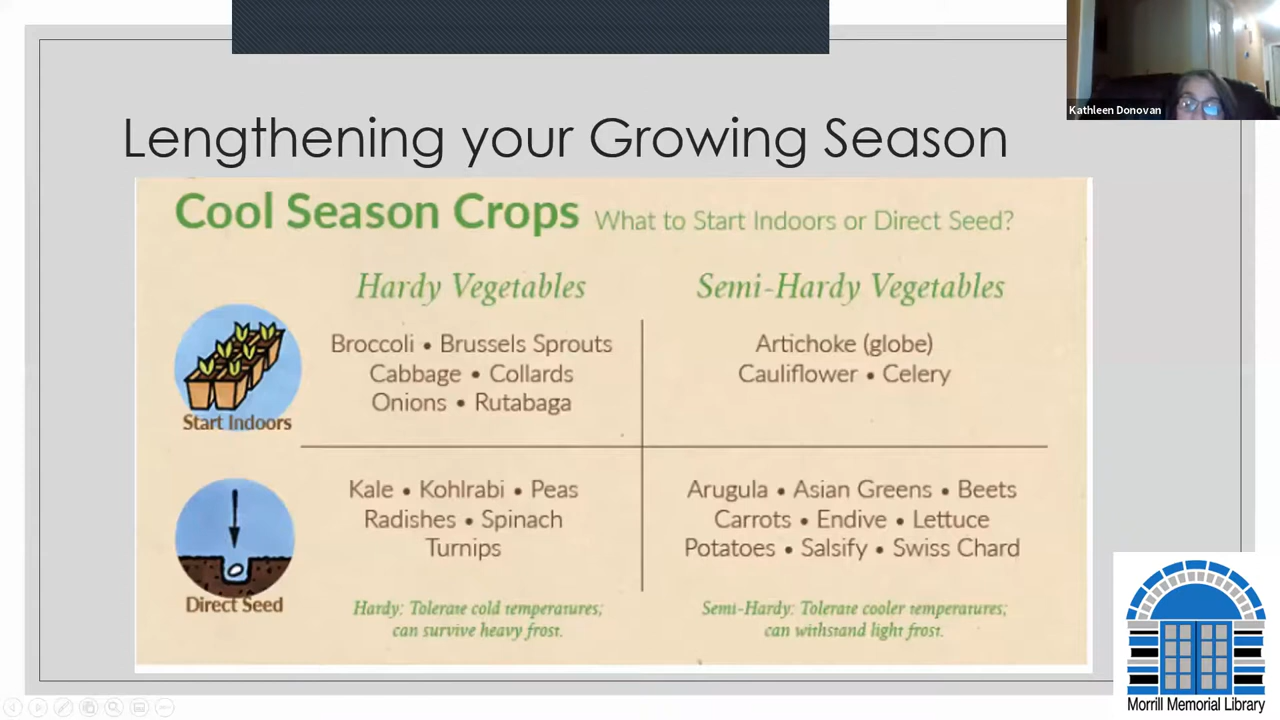 Kathleen Donovan
Lengthening your Growing Season
Cool Season Crops What to Start Indoors or Direct Seed?
Hardy Vegetables
Semi-Hardy Vegetables
Start Indoors
Broccoli • Brussels Sprouts
Cabbage • Collards
Onions • Rutabaga
Artichoke (globe)
Cauliflower • Celery
Direct Seed
Kale • Kohlrabi • Peas
Radishes • Spinach
Turnips
Arugula • Asian Greens • Beets
Carrots • Endive • Lettuce
Potatoes • Salsify • Swiss Chard
Hardy: Tolerate cold temperatures;
can survive heavy frost.
Semi-Hardy: Tolerate cooler temperatures;
can withstand light frost.
Morrill Memorial Library